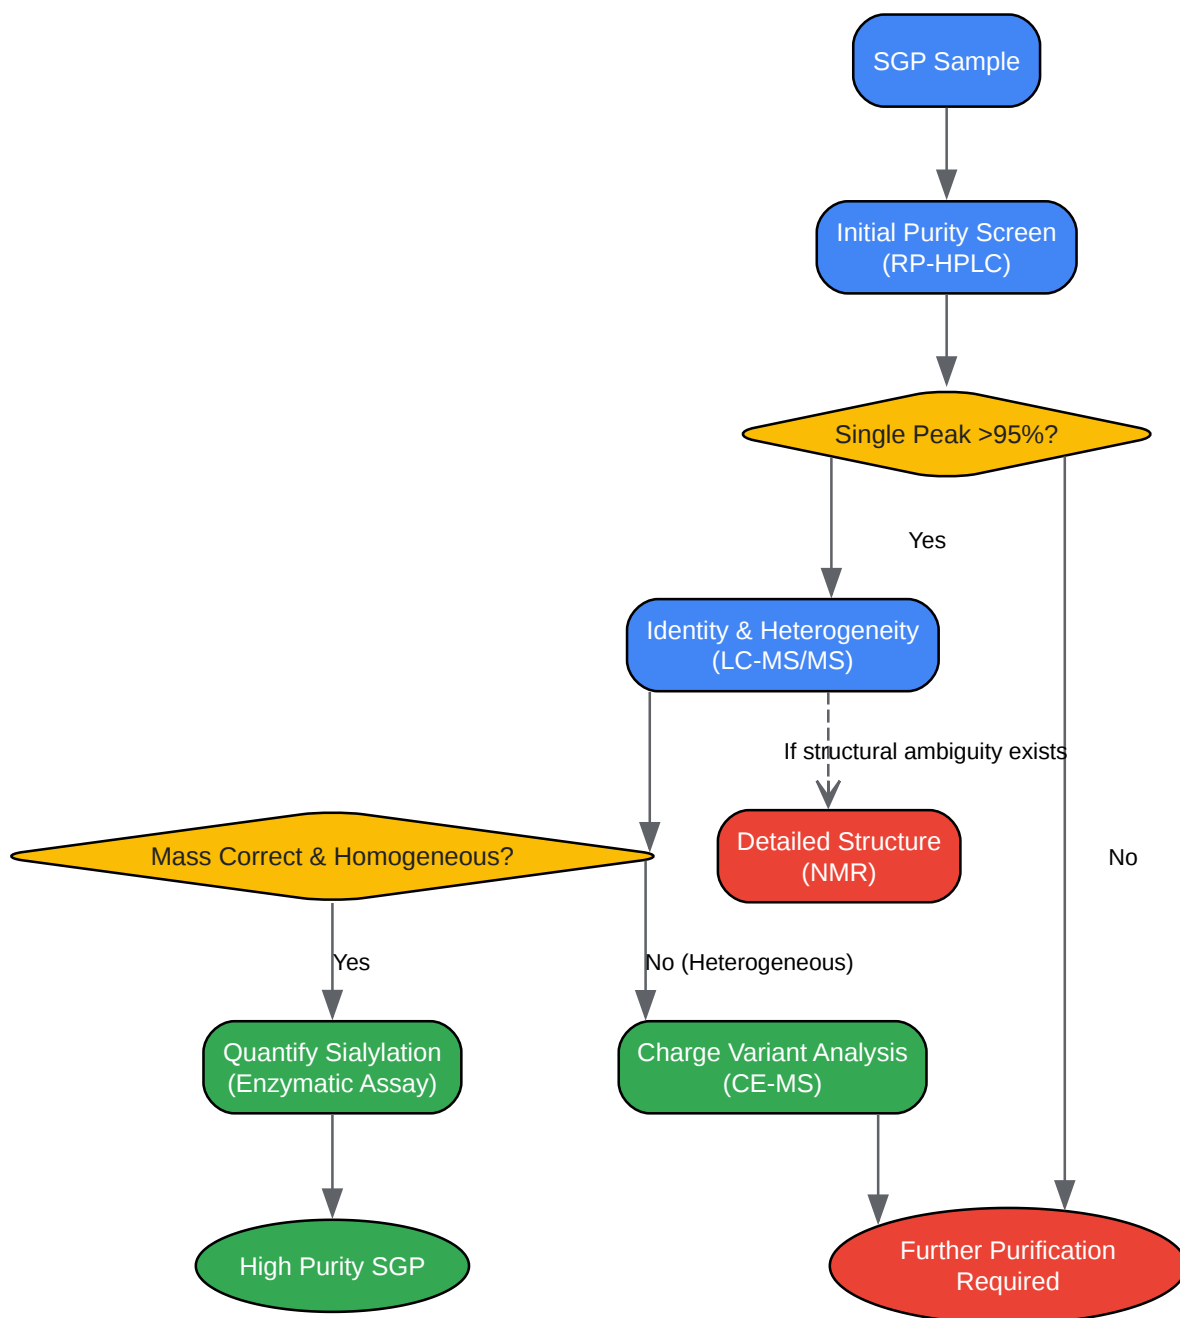 SGP Sample
Initial Purity Screen
(RP-HPLC)
Single Peak >95%?
Yes
Identity & Heterogeneity
(LC-MS/MS)
If structural ambiguity exists
Detailed Structure
(NMR)
Mass Correct & Homogeneous?
No
Yes
No (Heterogeneous)
Quantify Sialylation
(Enzymatic Assay)
Charge Variant Analysis
(CE-MS)
High Purity SGP
Further Purification
Required